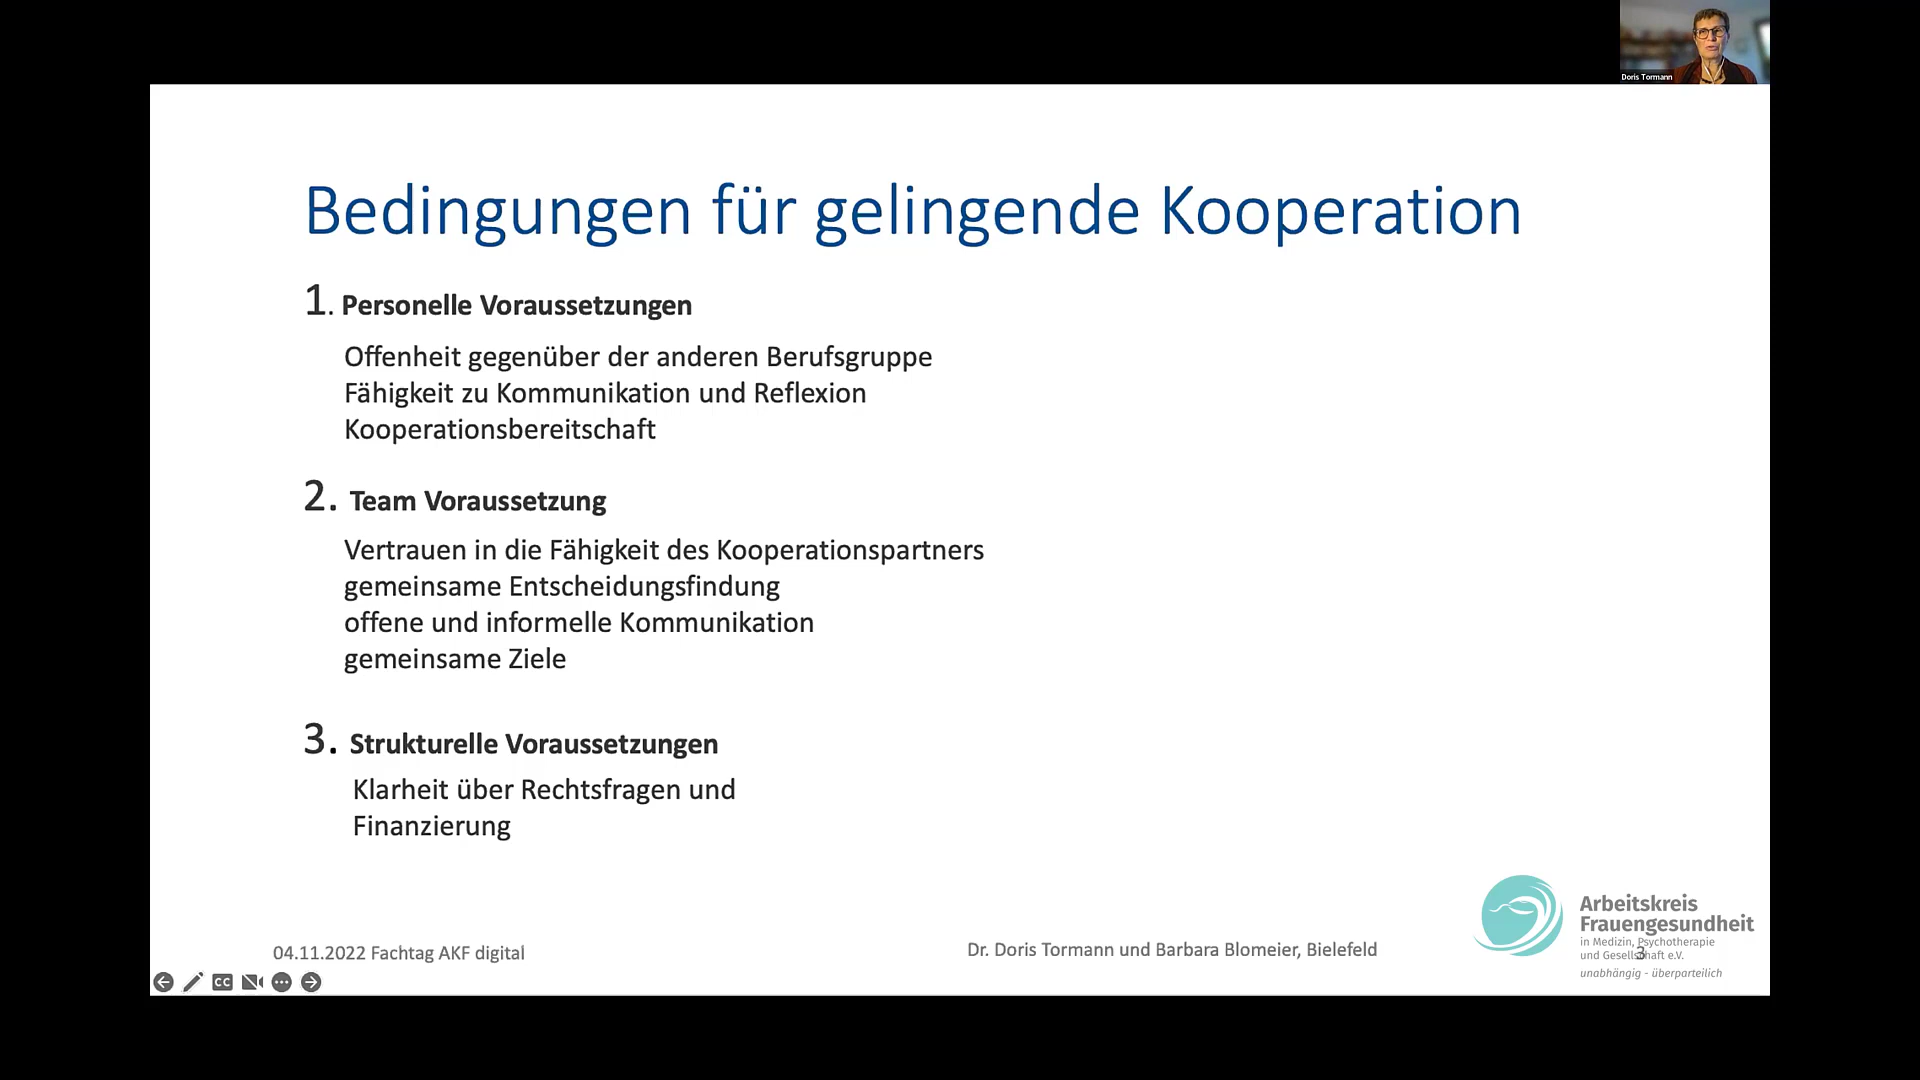 Doris Tormann
Bedingungen für gelingende Kooperation
1. Personelle Voraussetzungen
Offenheit gegenüber der anderen Berufsgruppe
Fähigkeit zu Kommunikation und Reflexion
Kooperationsbereitschaft
2. Team Voraussetzung
Vertrauen in die Fähigkeit des Kooperationspartners
gemeinsame Entscheidungsfindung
offene und informelle Kommunikation
gemeinsame Ziele
3. Strukturelle Voraussetzungen
Klarheit über Rechtsfragen und
Finanzierung
04.11.2022 Fachtag AKF digital
Dr. Doris Tormann und Barbara Blomeier, Bielefeld
Arbeitskreis
Frauengesundheit
in Medizin, Psychotherapie
und Gesellschaft e.V.
unabhängig - überparteilich
3
CC